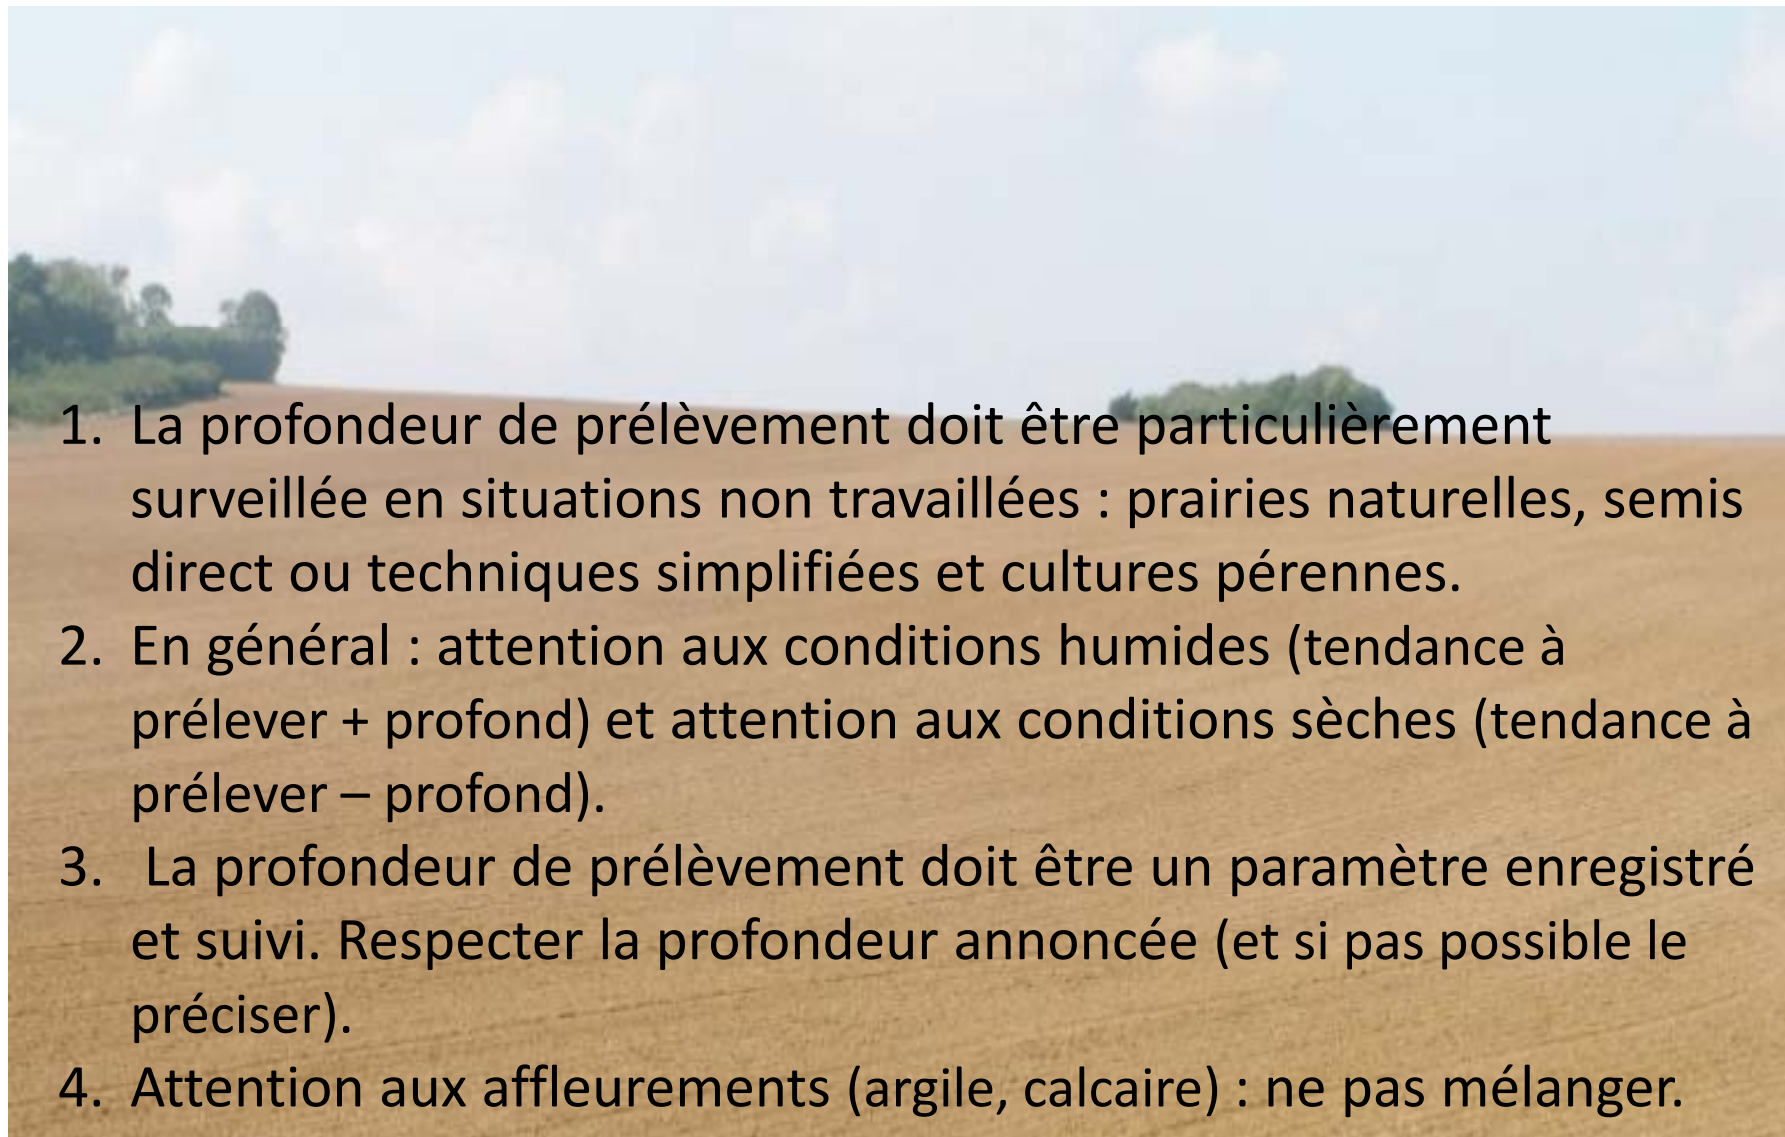 1. La profondeur de prélèvement doit être particulièrement
surveillée en situations non travaillées : prairies naturelles, semis
direct ou techniques simplifiées et cultures pérennes.
2. En général : attention aux conditions humides (tendance à
prélever + profond) et attention aux conditions sèches (tendance à
prélever – profond).
3. La profondeur de prélèvement doit être un paramètre enregistré
et suivi. Respecter la profondeur annoncée (et si pas possible le
préciser).
4. Attention aux affleurements (argile, calcaire) : ne pas mélanger.